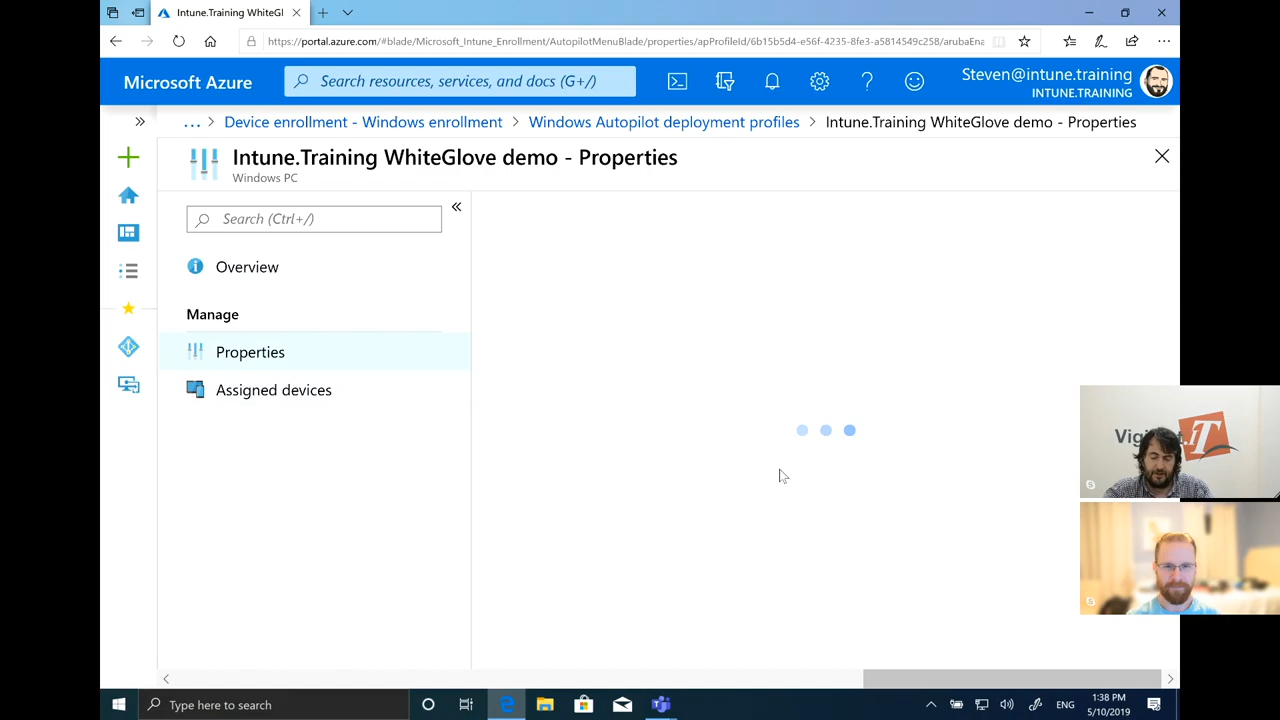 Intune.Training WhiteGl
https://portal.azure.com/#blade/Microsoft_Intune_Enrollment/AutopilotMenuBlade/properties/apProfileId/6b15b5d4-e56f-4235-8fe3-a5814549c258/arubaEna
Microsoft Azure
Search resources, services, and docs (G+/)
Steven@intune.training
INTUNE.TRAINING
... > Device enrollment - Windows enrollment > Windows Autopilot deployment profiles > Intune.Training WhiteGlove demo - Properties
Intune.Training WhiteGlove demo - Properties
Windows PC
Search (Ctrl+/)
Overview
Manage
Properties
Assigned devices
Type here to search
ENG
1:38 PM
5/10/2019